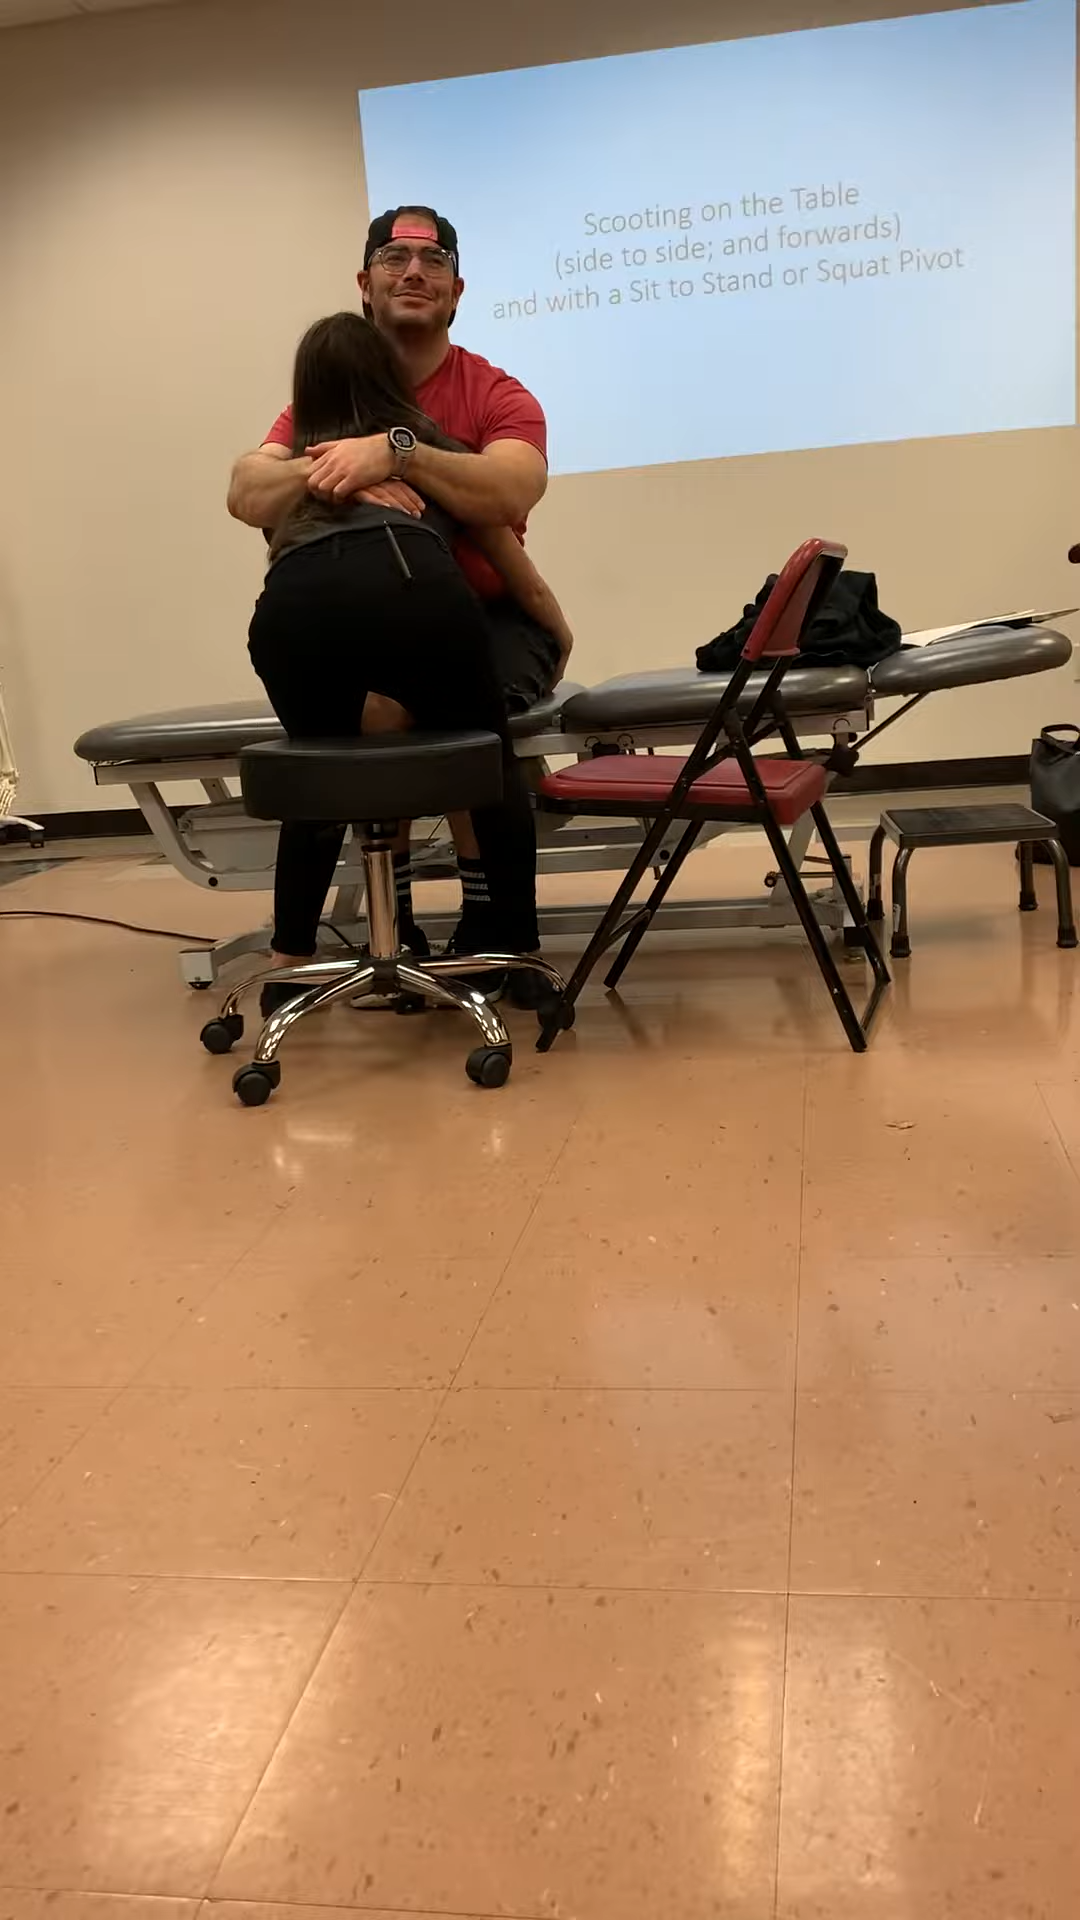 Scooting on the Table
(side to side; and forwards)
and with a Sit to Stand or Squat Pivot